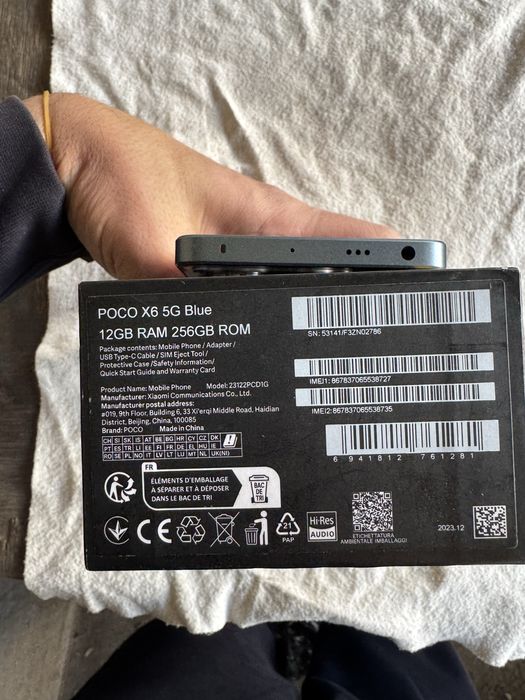 POCO X6 5G Blue
12GB RAM 256GB ROM
Package contents: Mobile Phone / Adapter /
USB Type-C Cable / SIM Eject Tool /
Protective Case /Safety Information/
Quick Start Guide and Warranty Card
Product Name: Mobile Phone Model: 23122PCD1G
Manufacturer: Xiaomi Communications Co., Ltd.
Manufacturer postal address:
#019, 9th Floor, Building 6, 33 Xi'erqi Middle Road, Haidian
District, Beijing, China, 100085
Brand: POCO Made in China
CH SI SK IS AT BE BG HR CY CZ DK
PT ES TR LI EE FI FR DE EL HU IE
RO SE PL NO IT LV LT LU MT NL UK(NI)
SN: 53141/F3ZN02786
IMEI1: 867837065538727
IMEI2: 867837065538735
6 941812 761281
FR
ÉLÉMENTS D'EMBALLAGE
À SÉPARER ET À DÉPOSER
DANS LE BAC DE TRI
BAC
DE
TRI
CE
21
PAP
Hi-Res
AUDIO
ETICHETTATURA
AMBIENTALE IMBALLAGGI
2023.12